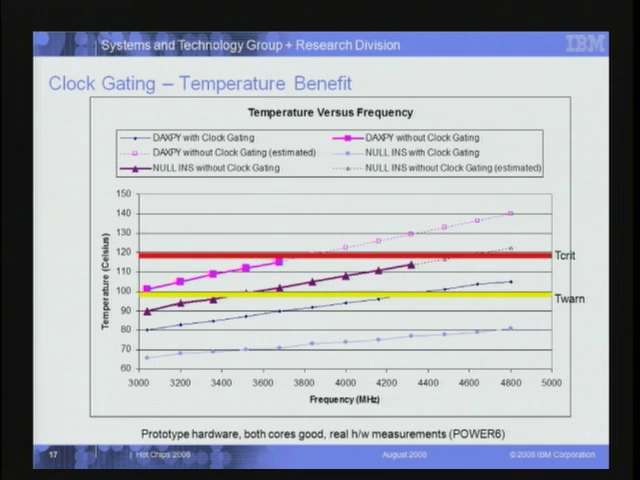 Systems and Technology Group + Research Division
IBM
Clock Gating – Temperature Benefit
Temperature Versus Frequency
DAXPY with Clock Gating
DAXPY without Clock Gating
DAXPY without Clock Gating (estimated)
NULL INS with Clock Gating
NULL INS without Clock Gating
NULL INS without Clock Gating (estimated)
Temperature (Celsius)
150
140
130
120
110
100
90
80
70
60
Tcrit
Twarn
3000 3200 3400 3600 3800 4000 4200 4400 4600 4800 5000
Frequency (MHz)
Prototype hardware, both cores good, real h/w measurements (POWER6)
17 | Hot Chips 2008 August 2008 © 2008 IBM Corporation